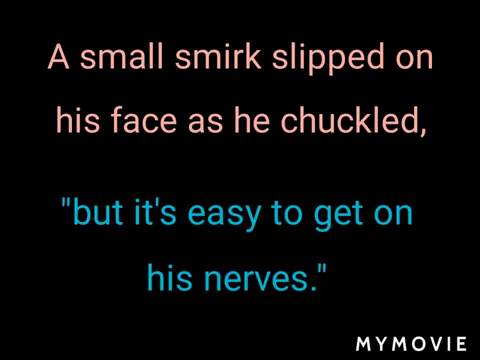 A small smirk slipped on
his face as he chuckled,
"but it's easy to get on
his nerves."
MYMOVIE